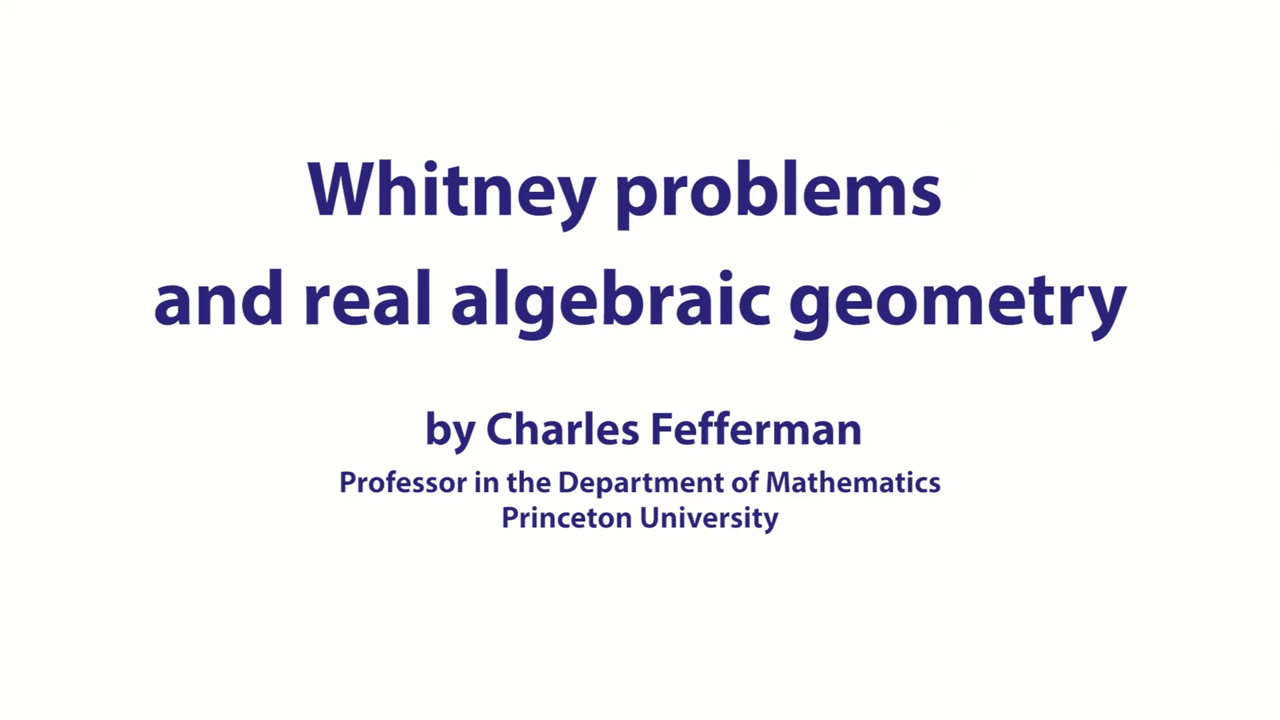 Whitney problems
and real algebraic geometry
by Charles Fefferman
Professor in the Department of Mathematics
Princeton University